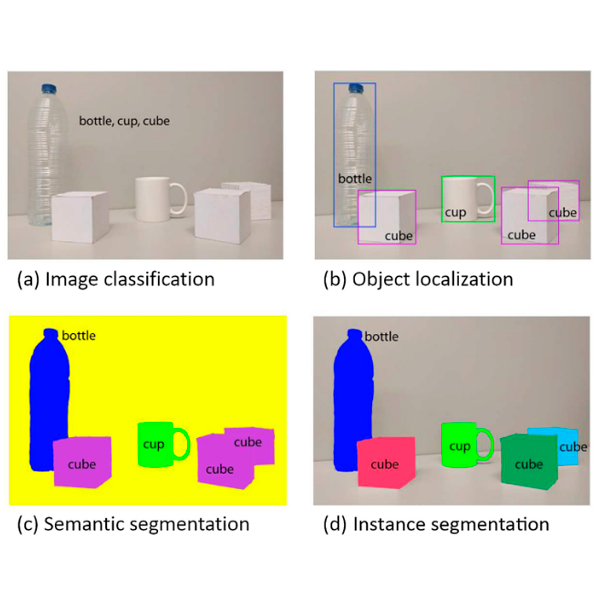 bottle, cup, cube
bottle
cup
cube
cube
cube
(a) Image classification
(b) Object localization
bottle
cup
cube
cube
cube
bottle
cup
cube
cube
cube
(c) Semantic segmentation
(d) Instance segmentation